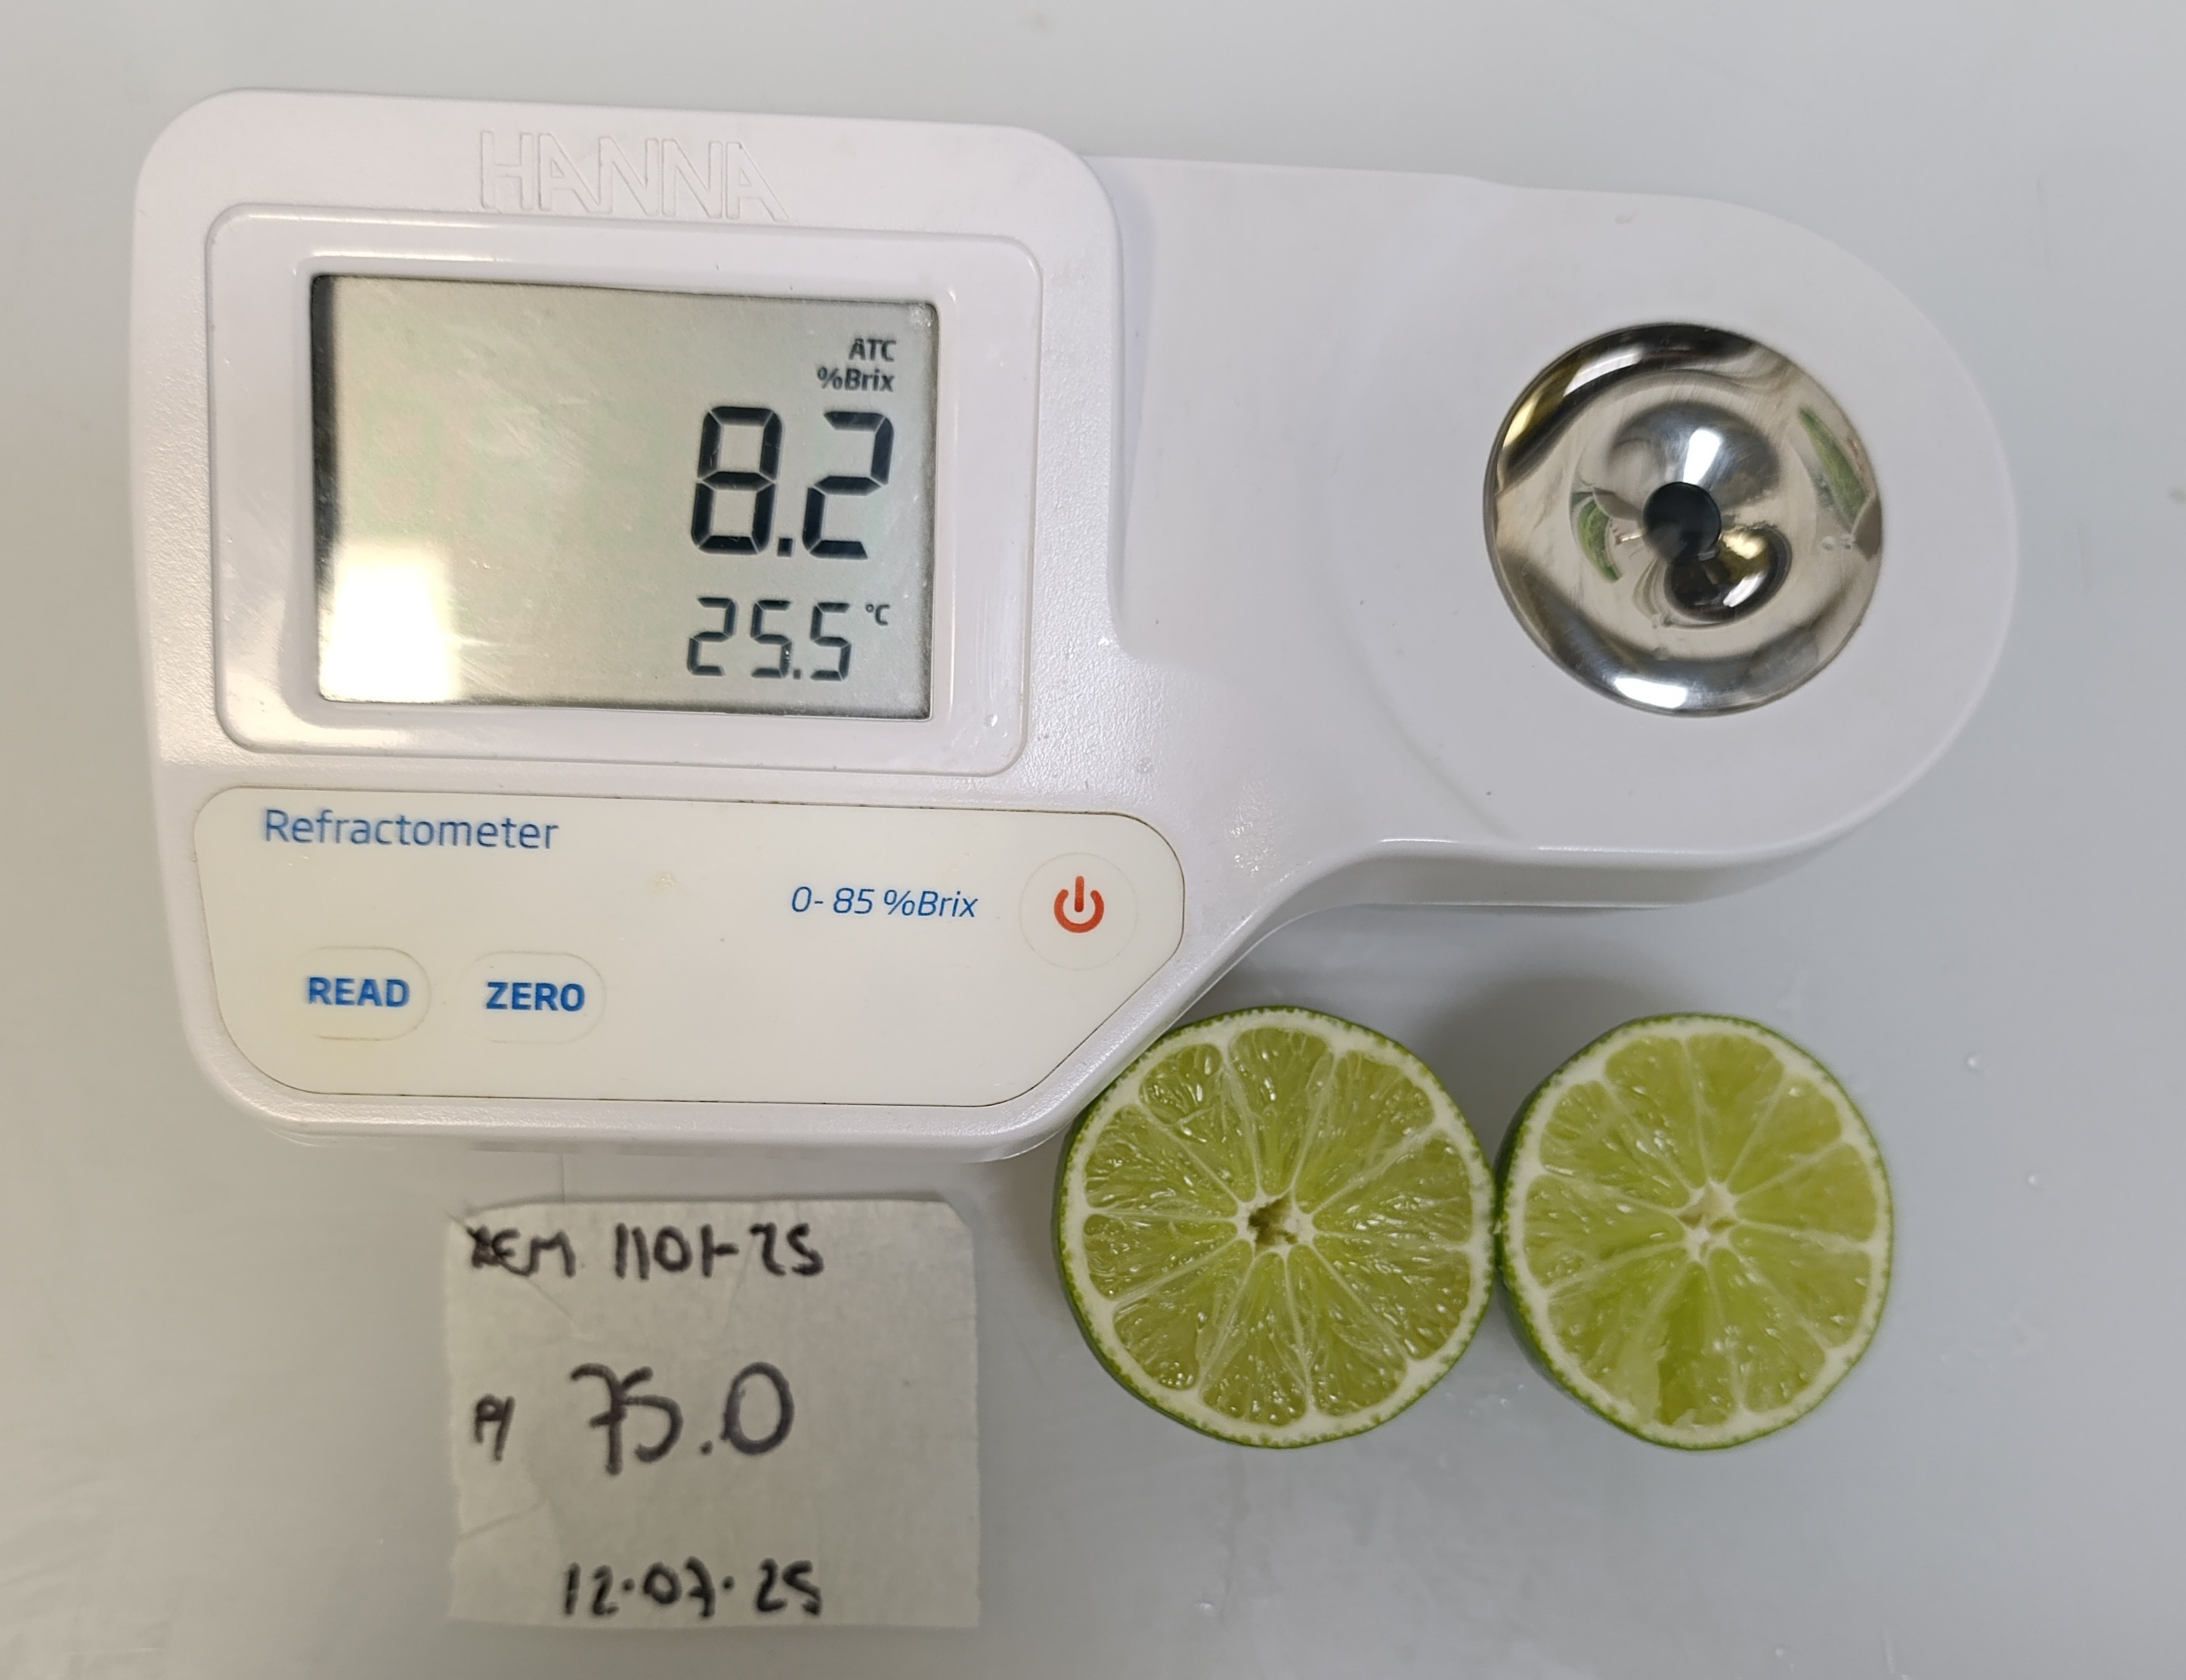 HANNA
ATC
%Brix
8.2
25.5 °C
Refractometer
0-85 %Brix
READ
ZERO
1101-25
75.0
12.07.25